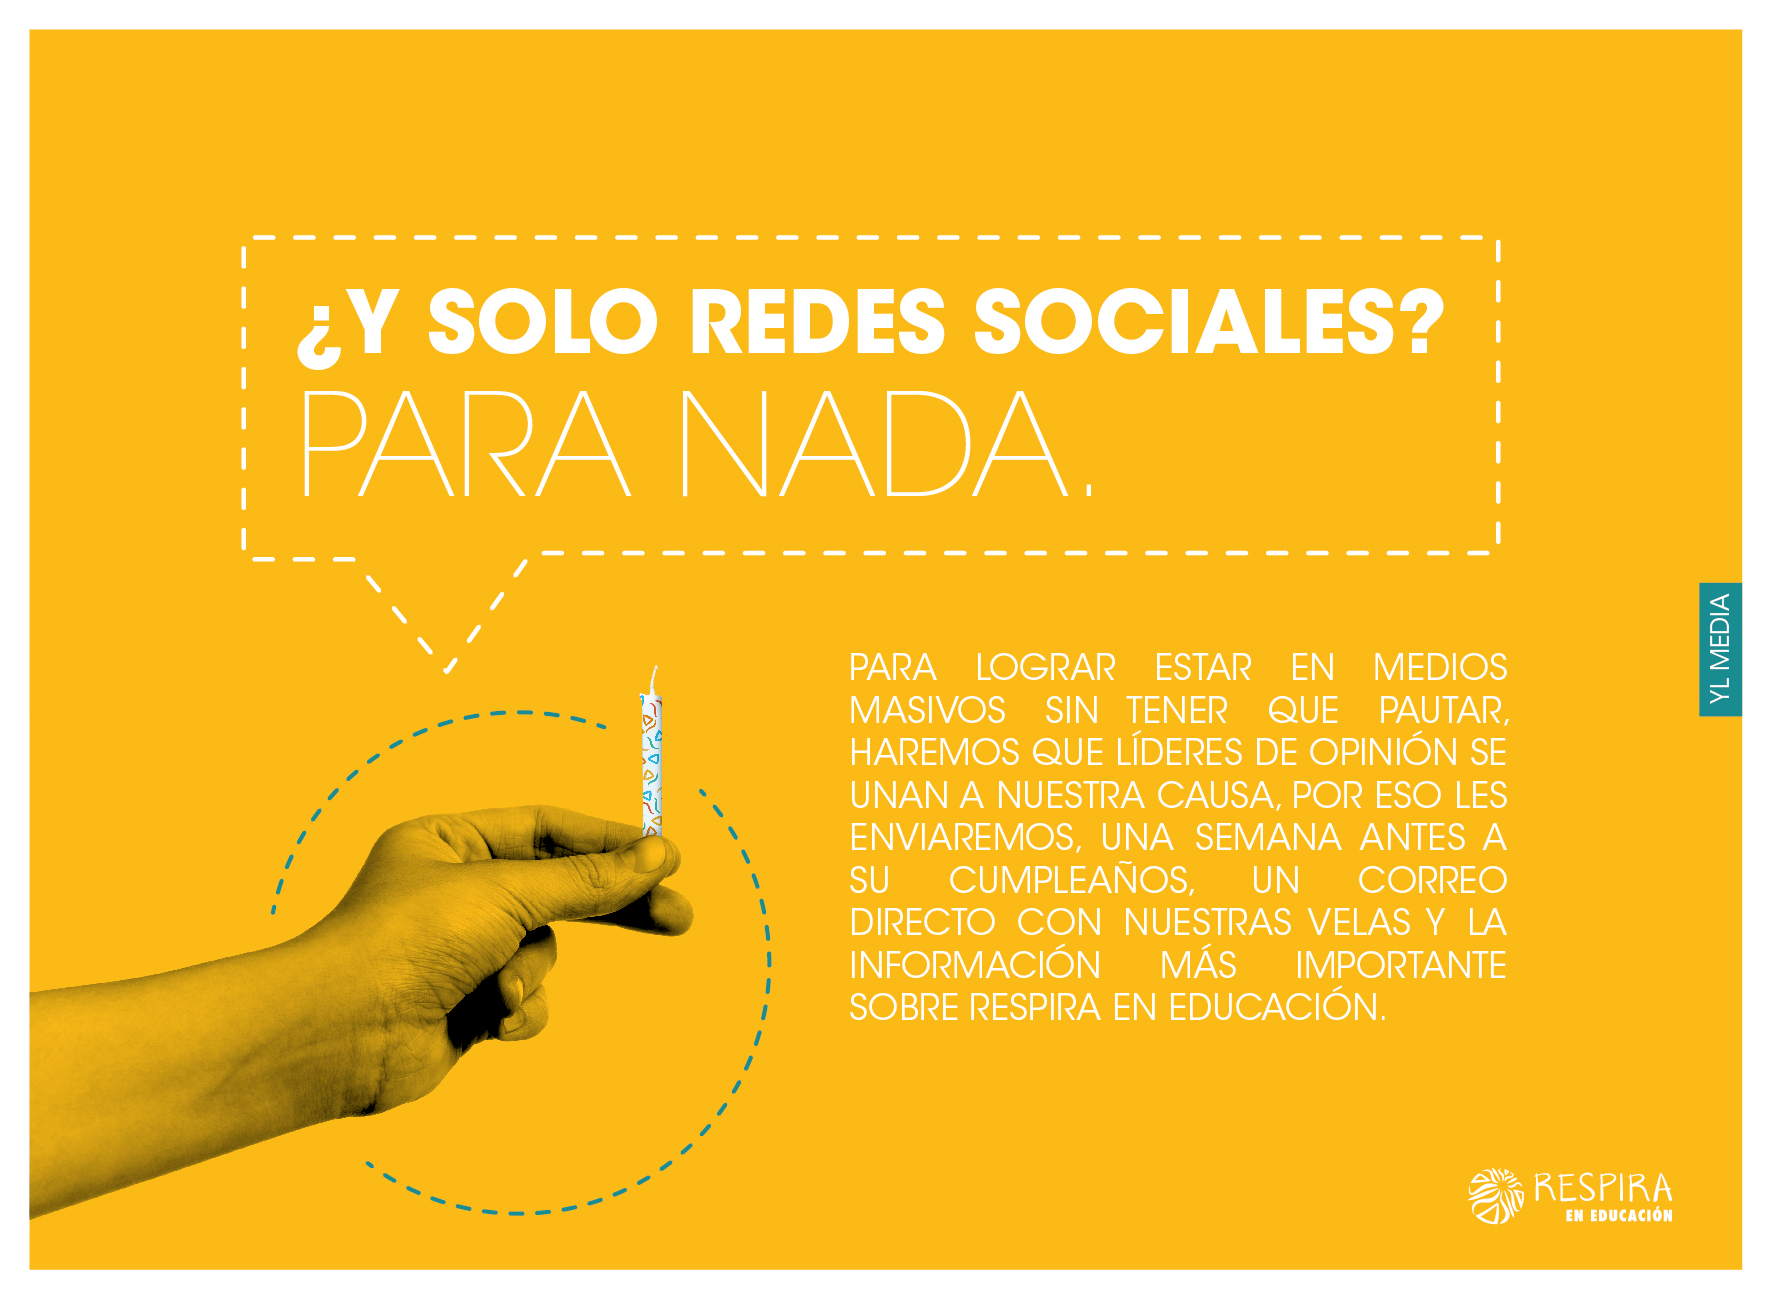 ¿Y SOLO REDES SOCIALES?
PARA NADA.
PARA LOGRAR ESTAR EN MEDIOS
MASIVOS SIN TENER QUE PAUTAR,
HAREMOS QUE LÍDERES DE OPINIÓN SE
UNAN A NUESTRA CAUSA, POR ESO LES
ENVIAREMOS, UNA SEMANA ANTES A
SU CUMPLEAÑOS, UN CORREO
DIRECTO CON NUESTRAS VELAS Y LA
INFORMACIÓN MÁS IMPORTANTE
SOBRE RESPIRA EN EDUCACIÓN.
YL MEDIA
RESPIRA
EN EDUCACIÓN